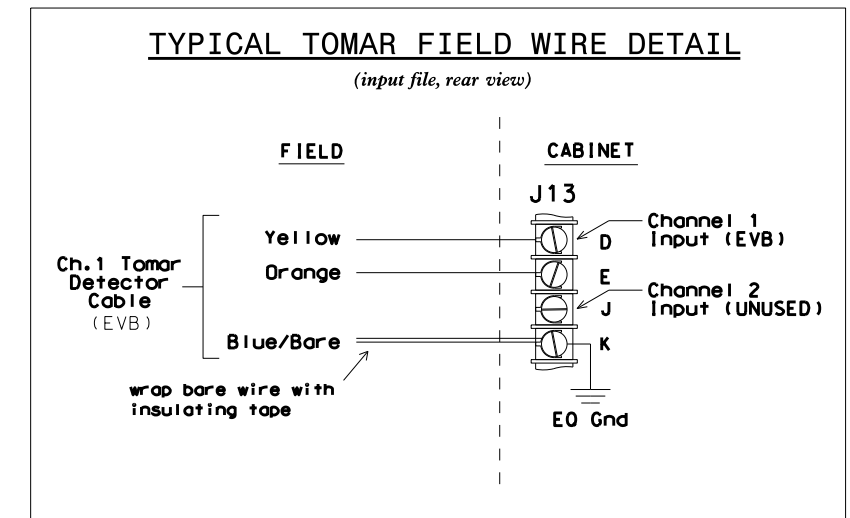 TYPICAL TOMAR FIELD WIRE DETAIL
(input file, rear view)
FIELD
CABINET
J13
Yellow
D
Channel 1
Input (EVB)
Orange
E
Ch.1 Tomar
Detector
Cable
(EVB)
J
Channel 2
Input (UNUSED)
Blue/Bare
K
wrap bare wire with
insulating tape
EO Gnd